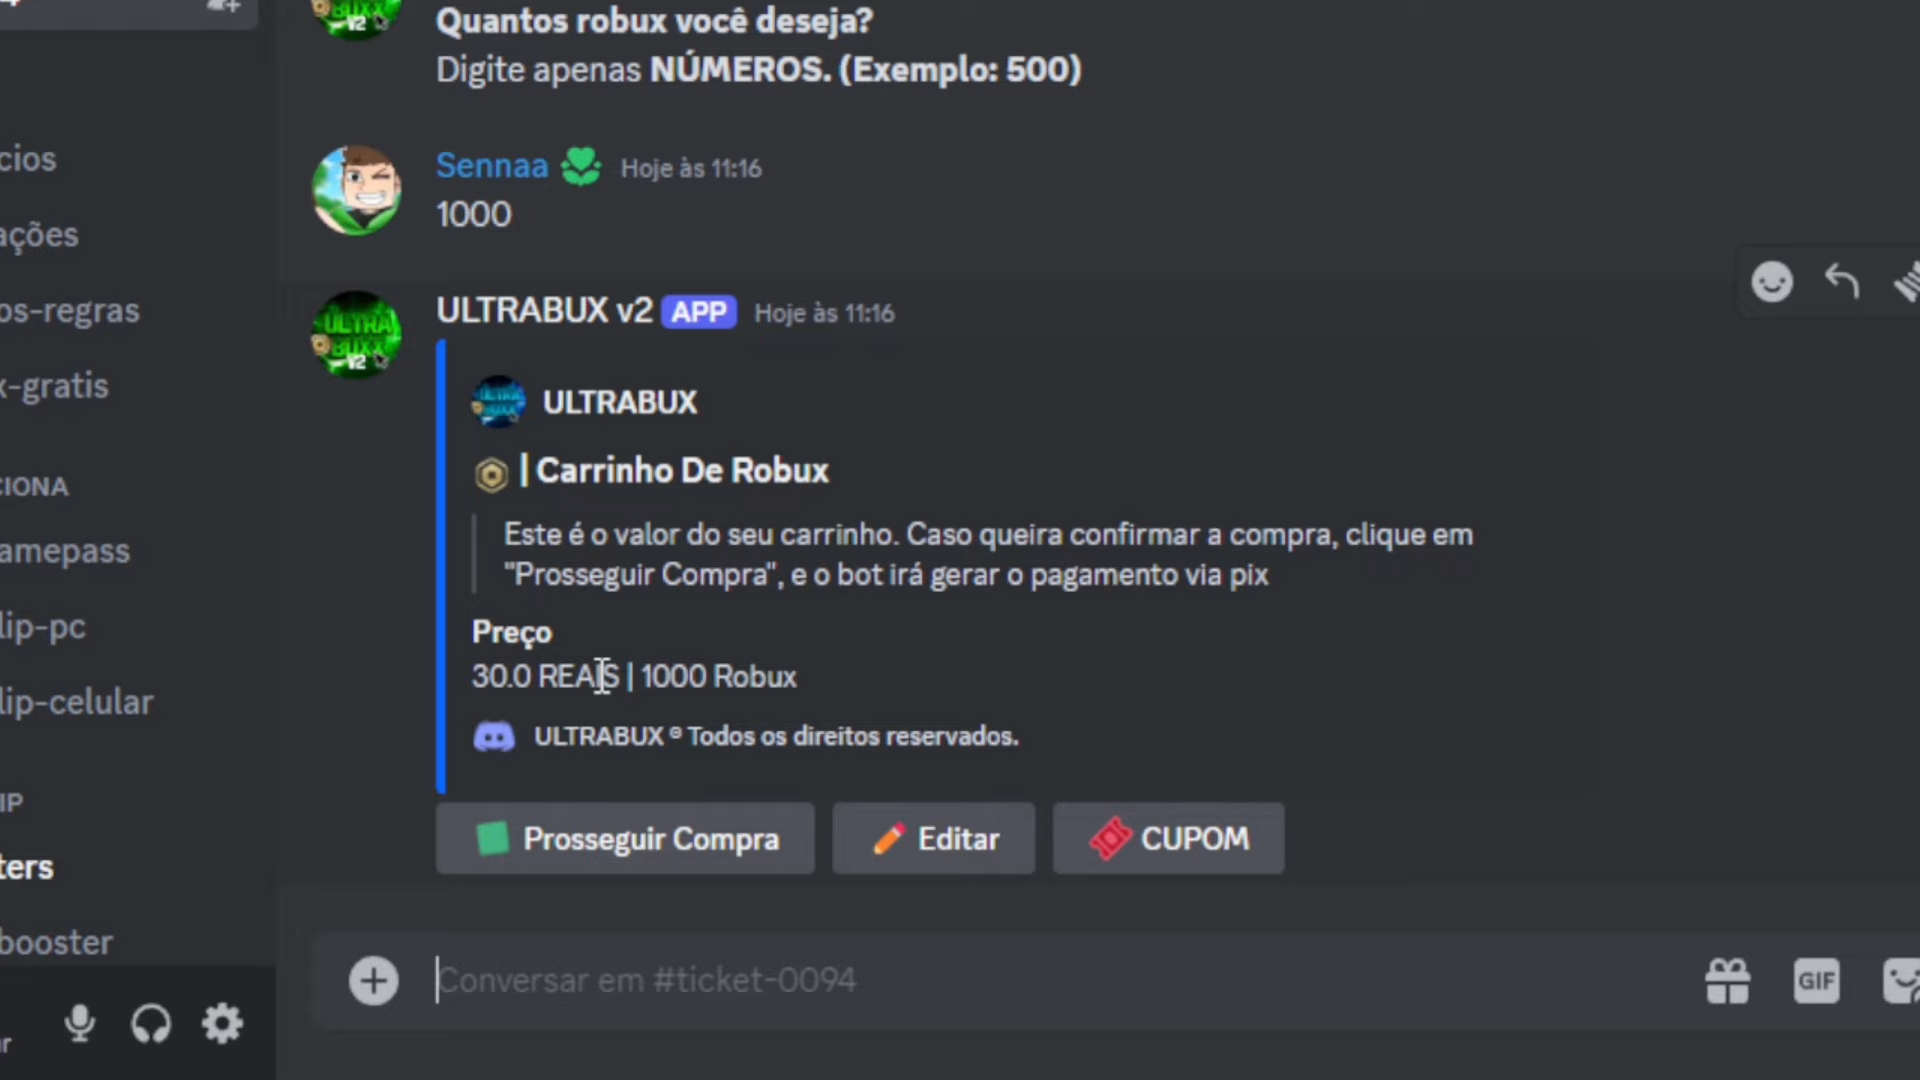 Quantos robux você deseja?
Digite apenas NÚMEROS. (Exemplo: 500)
cios
Sennaa Hoje às 11:16
1000
ações
os-regras
ULTRABUX v2 APP Hoje às 11:16
ULTRA
BUXX
V2
x-gratis
ULTRABUX
| Carrinho De Robux
CIONA
Este é o valor do seu carrinho. Caso queira confirmar a compra, clique em
"Prosseguir Compra", e o bot irá gerar o pagamento via pix
amepass
lip-pc
Preço
30.0 REAIS | 1000 Robux
lip-celular
ULTRABUX ® Todos os direitos reservados.
IP
Prosseguir Compra
Editar
CUPOM
ters
booster
Conversar em #ticket-0094
GIF